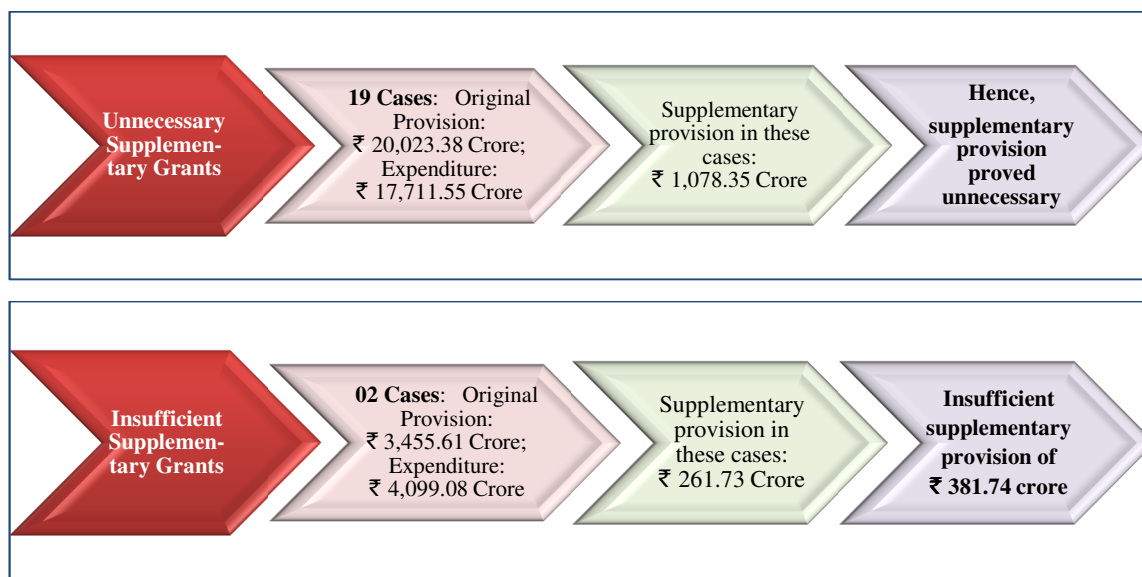 Unnecessary
Supplemen-
tary Grants
19 Cases: Original
Provision:
₹ 20,023.38 Crore;
Expenditure:
₹ 17,711.55 Crore
Supplementary
provision in these
cases:
₹ 1,078.35 Crore
Hence,
supplementary
provision
proved
unnecessary
Insufficient
Supplemen-
tary Grants
02 Cases: Original
Provision:
₹ 3,455.61 Crore;
Expenditure:
₹ 4,099.08 Crore
Supplementary
provision in
these cases:
₹ 261.73 Crore
Insufficient
supplementary
provision of
₹ 381.74 crore